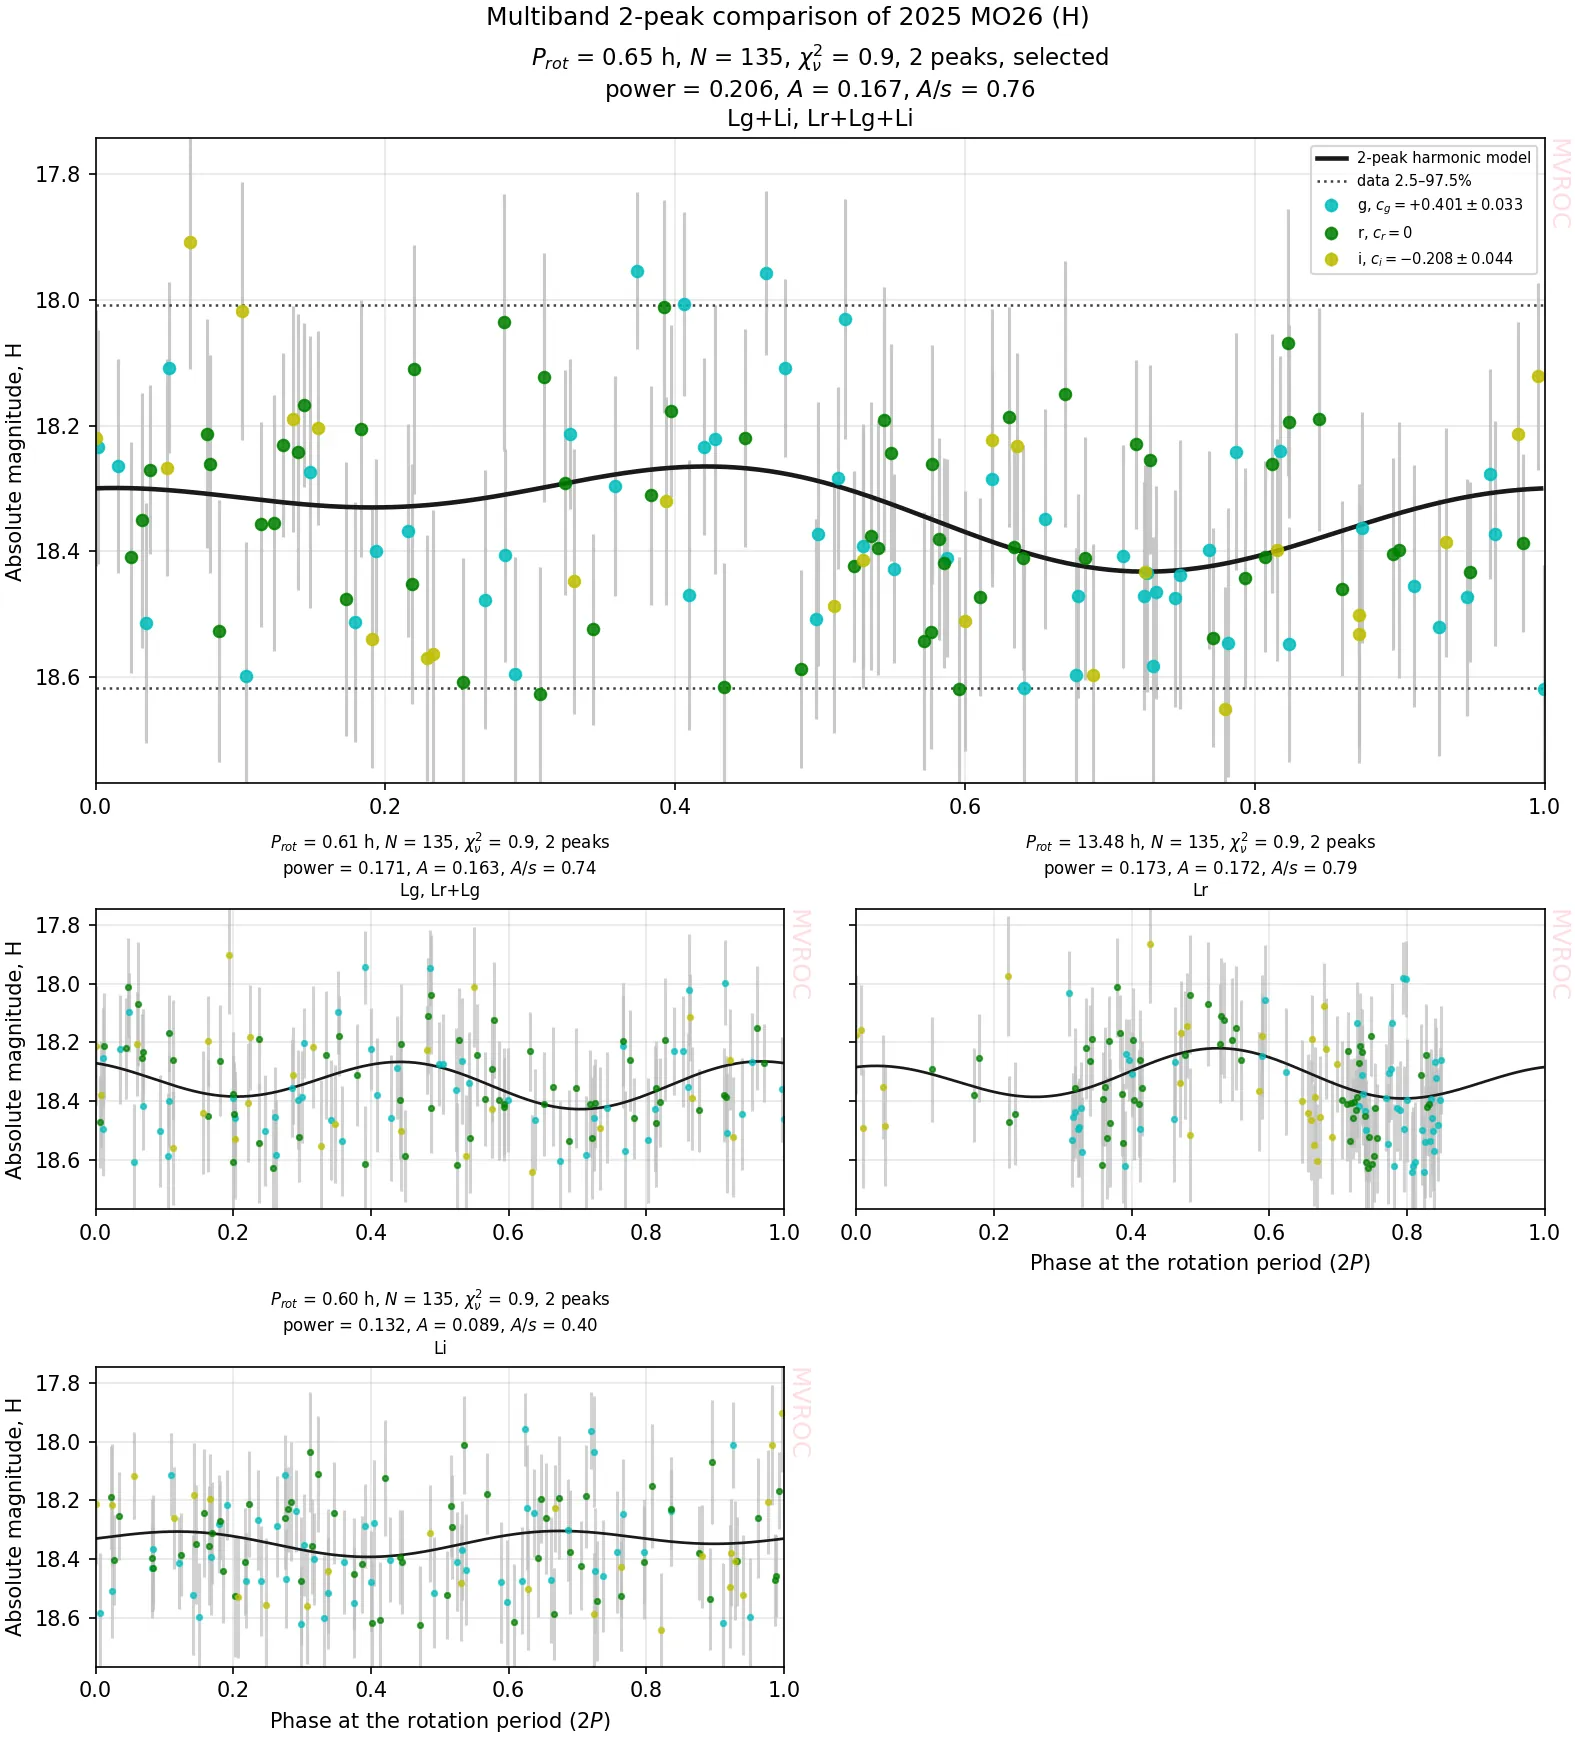 Multiband 2-peak comparison of 2025 MO26 (H)
P_rot = 0.65 h, N = 135, χ²_ν = 0.9, 2 peaks, selected
power = 0.206, A = 0.167, A/s = 0.76
Lg+Li, Lr+Lg+Li
2-peak harmonic model
data 2.5–97.5%
g, c_g = +0.401 ± 0.033
r, c_r = 0
i, c_i = −0.208 ± 0.044
MVROC
Absolute magnitude, H
17.8
18.0
18.2
18.4
18.6
0.0 0.2 0.4 0.6 0.8 1.0
P_rot = 0.61 h, N = 135, χ²_ν = 0.9, 2 peaks
power = 0.171, A = 0.163, A/s = 0.74
Lg, Lr+Lg
MVROC
Absolute magnitude, H
17.8
18.0
18.2
18.4
18.6
0.0 0.2 0.4 0.6 0.8 1.0
P_rot = 13.48 h, N = 135, χ²_ν = 0.9, 2 peaks
power = 0.173, A = 0.172, A/s = 0.79
Lr
MVROC
0.0 0.2 0.4 0.6 0.8 1.0
Phase at the rotation period (2P)
P_rot = 0.60 h, N = 135, χ²_ν = 0.9, 2 peaks
power = 0.132, A = 0.089, A/s = 0.40
Li
MVROC
Absolute magnitude, H
17.8
18.0
18.2
18.4
18.6
0.0 0.2 0.4 0.6 0.8 1.0
Phase at the rotation period (2P)